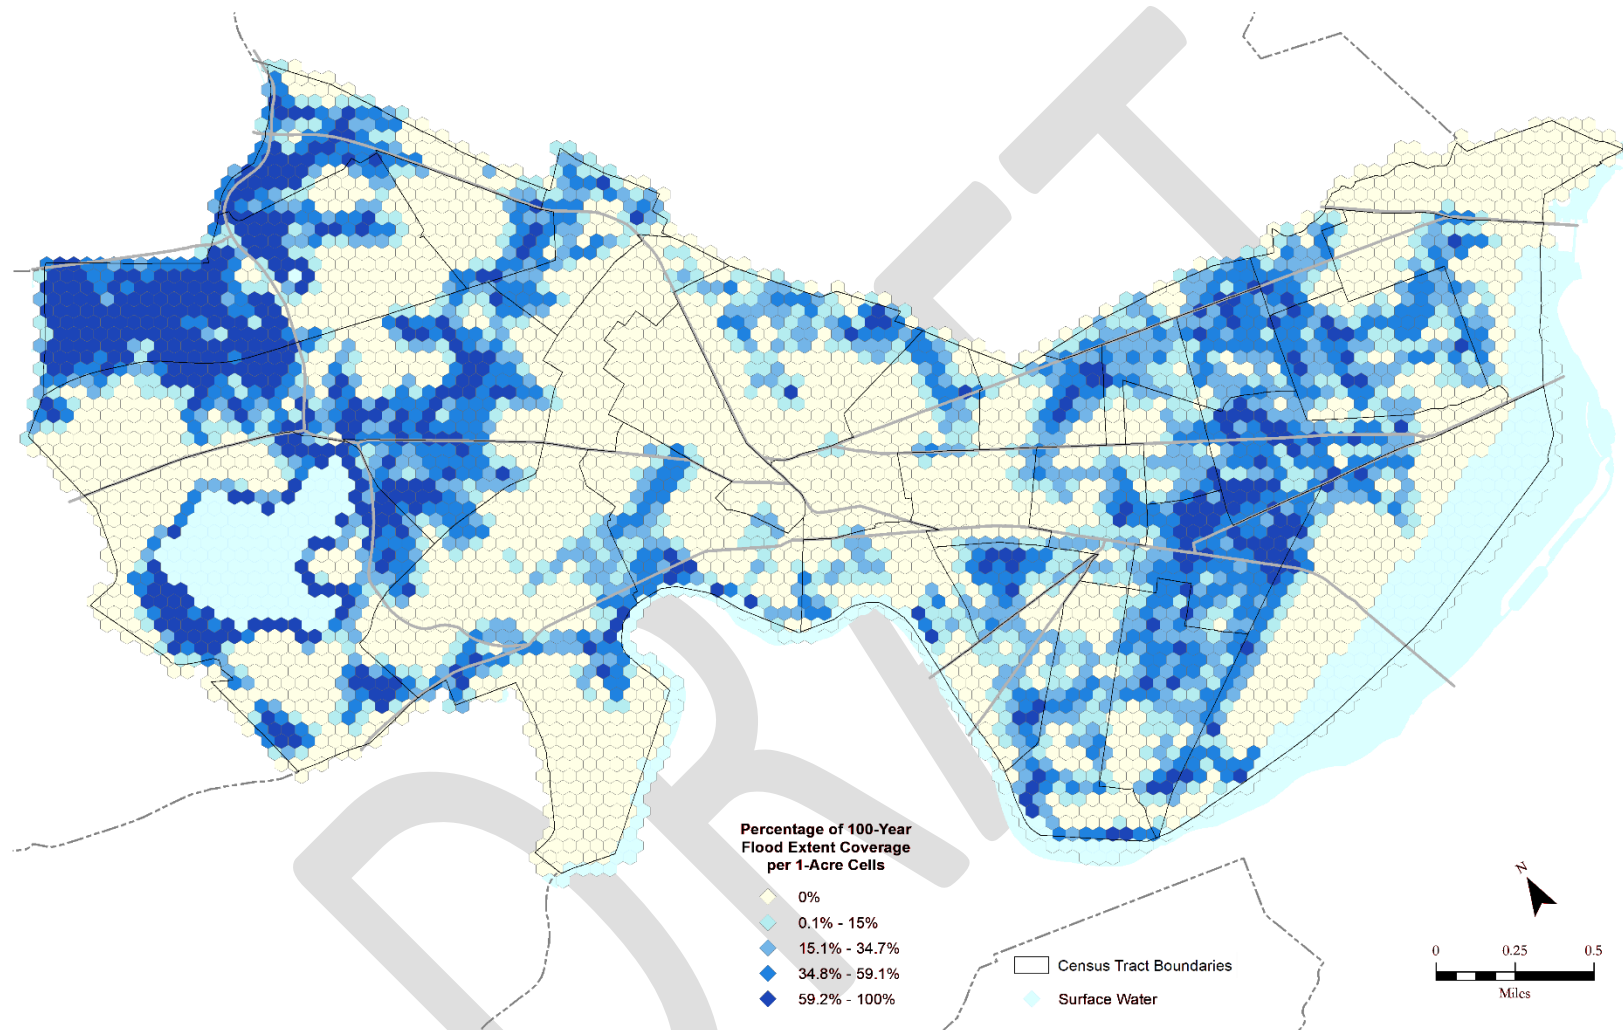 DRAFT
Percentage of 100-Year
Flood Extent Coverage
per 1-Acre Cells
0%
0.1% - 15%
15.1% - 34.7%
34.8% - 59.1%
59.2% - 100%
Census Tract Boundaries
Surface Water
N
0 0.25 0.5
Miles